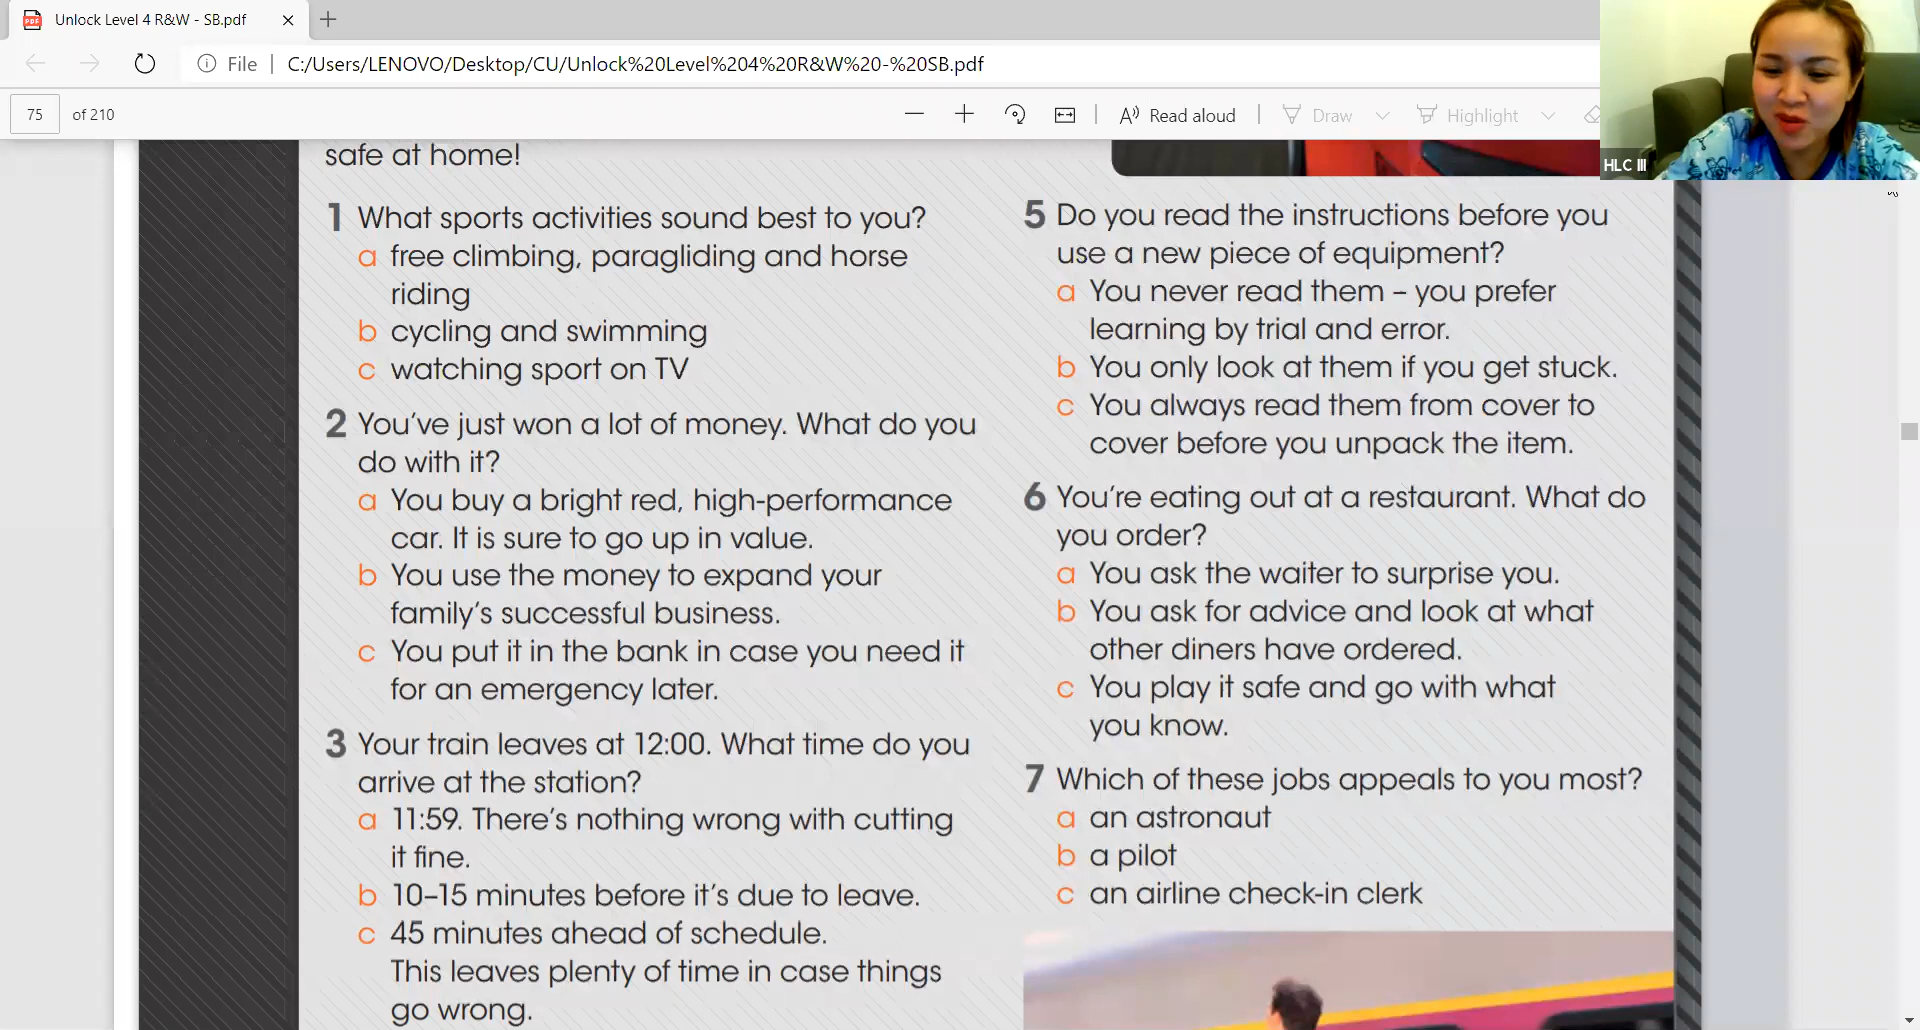 Unlock Level 4 R&W - SB.pdf
File
C:/Users/LENOVO/Desktop/CU/Unlock%20Level%204%20R&W%20-%20SB.pdf
75 of 210
Read aloud
Draw
Highlight
HLC III
safe at home!
1 What sports activities sound best to you?
a free climbing, paragliding and horse
riding
b cycling and swimming
c watching sport on TV
2 You've just won a lot of money. What do you
do with it?
a You buy a bright red, high-performance
car. It is sure to go up in value.
b You use the money to expand your
family's successful business.
c You put it in the bank in case you need it
for an emergency later.
3 Your train leaves at 12:00. What time do you
arrive at the station?
a 11:59. There's nothing wrong with cutting
it fine.
b 10–15 minutes before it's due to leave.
c 45 minutes ahead of schedule.
This leaves plenty of time in case things
go wrong.
5 Do you read the instructions before you
use a new piece of equipment?
a You never read them – you prefer
learning by trial and error.
b You only look at them if you get stuck.
c You always read them from cover to
cover before you unpack the item.
6 You're eating out at a restaurant. What do
you order?
a You ask the waiter to surprise you.
b You ask for advice and look at what
other diners have ordered.
c You play it safe and go with what
you know.
7 Which of these jobs appeals to you most?
a an astronaut
b a pilot
c an airline check-in clerk